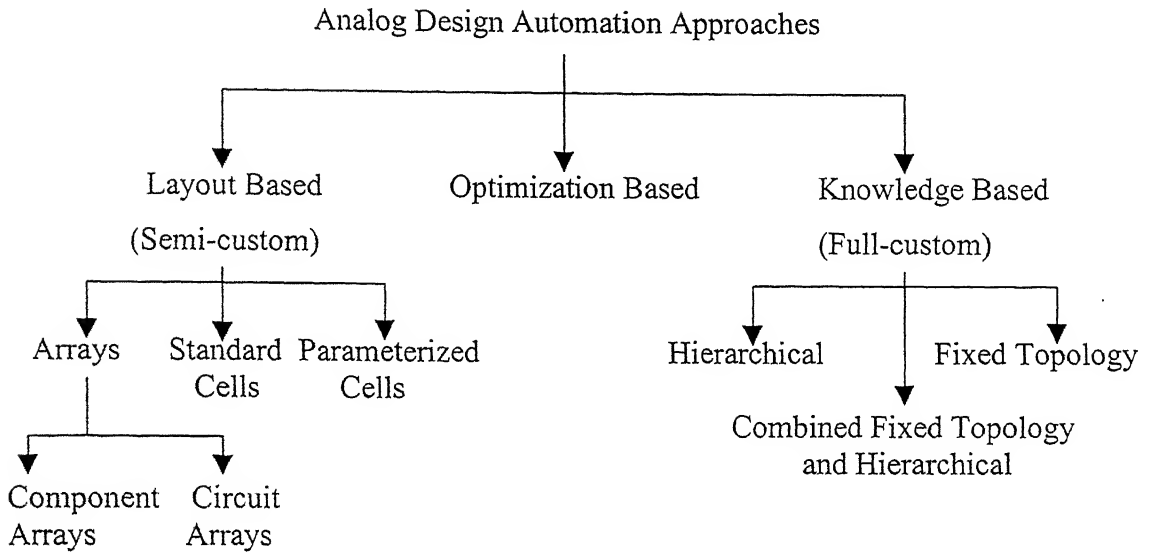 Analog Design Automation Approaches
Layout Based
Optimization Based
Knowledge Based
(Semi-custom)
(Full-custom)
Arrays
Standard
Cells
Parameterized
Cells
Hierarchical
Fixed Topology
Combined Fixed Topology
and Hierarchical
Component
Arrays
Circuit
Arrays